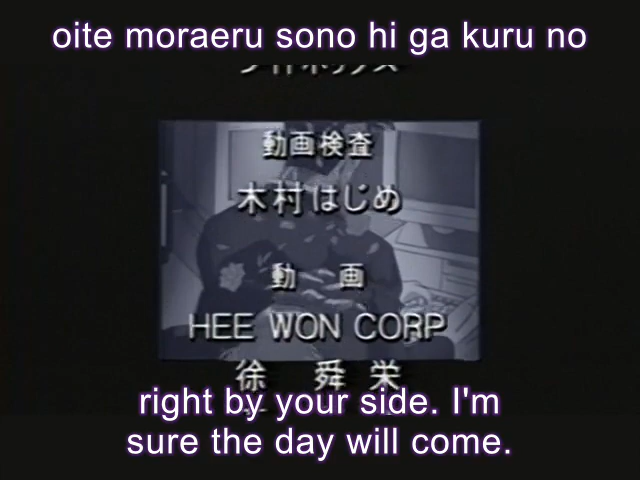 oite moraeru sono hi ga kuru no
動画検査
木村はじめ
動 画
HEE WON CORP
徐 舜 栄
right by your side. I'm
sure the day will come.